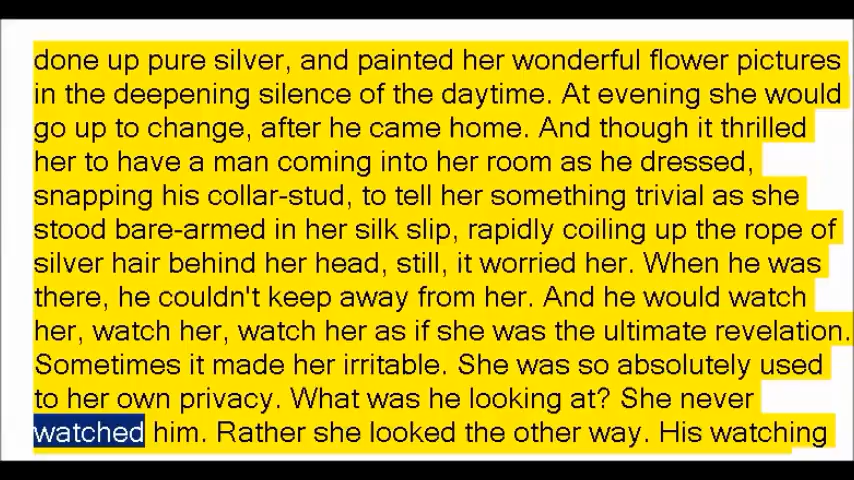 done up pure silver, and painted her wonderful flower pictures
in the deepening silence of the daytime. At evening she would
go up to change, after he came home. And though it thrilled
her to have a man coming into her room as he dressed,
snapping his collar-stud, to tell her something trivial as she
stood bare-armed in her silk slip, rapidly coiling up the rope of
silver hair behind her head, still, it worried her. When he was
there, he couldn't keep away from her. And he would watch
her, watch her, watch her as if she was the ultimate revelation.
Sometimes it made her irritable. She was so absolutely used
to her own privacy. What was he looking at? She never
watched him. Rather she looked the other way. His watching